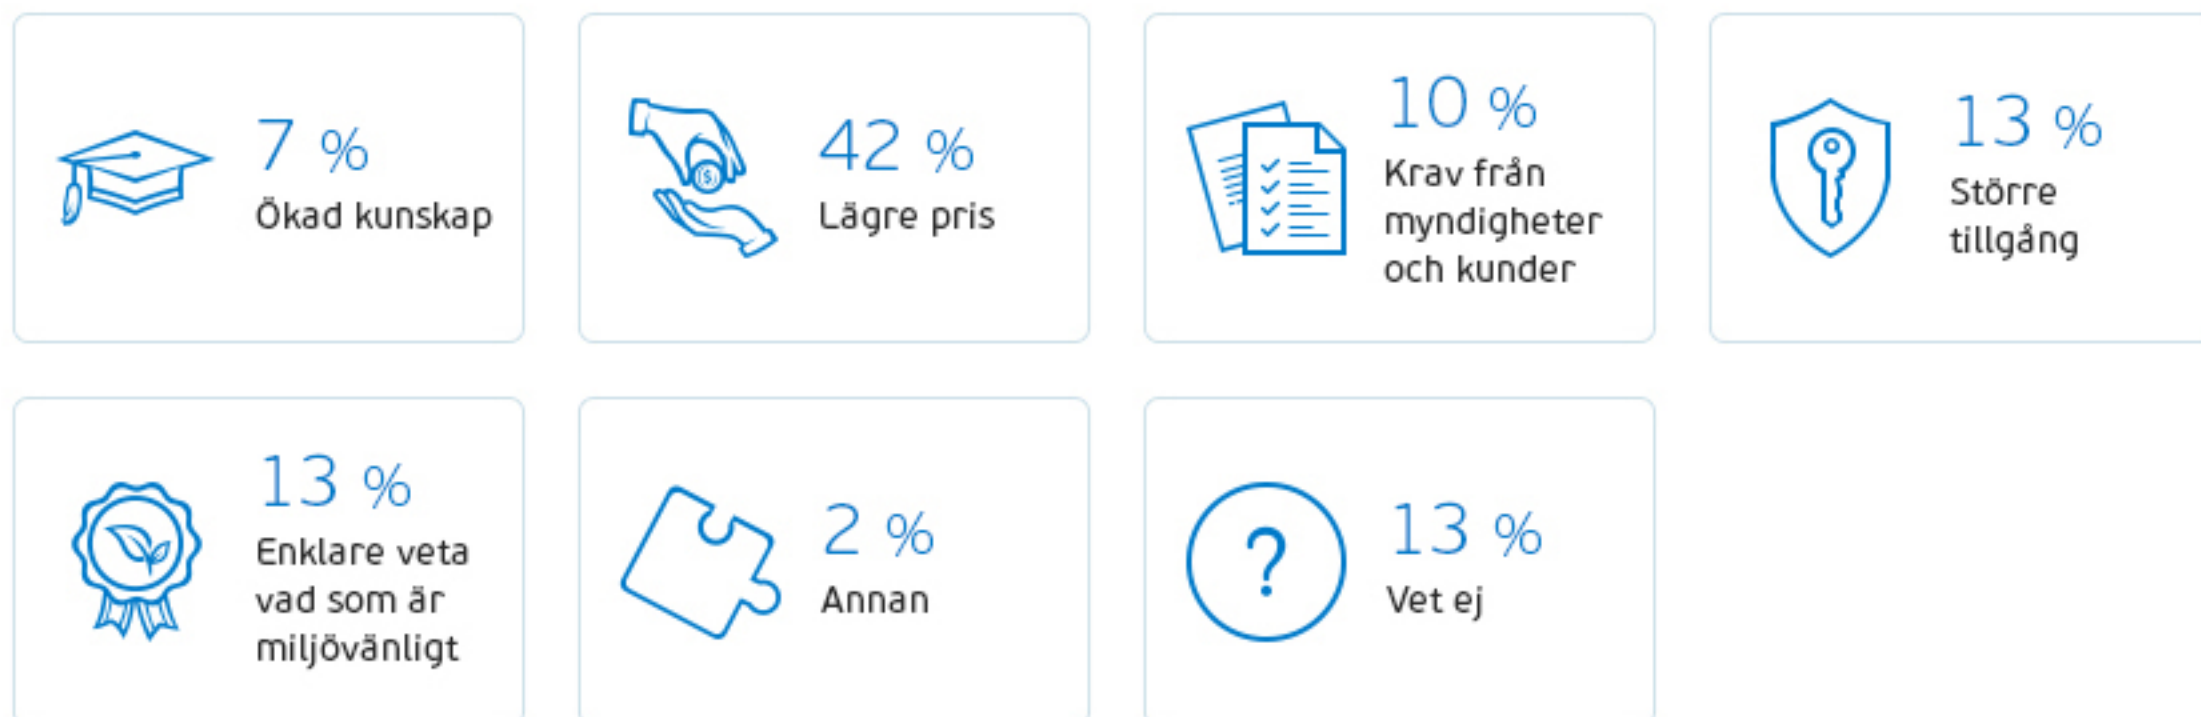 7 %
Ökad kunskap
42 %
Lägre pris
10 %
Krav från
myndigheter
och kunder
13 %
Större
tillgång
13 %
Enklare veta
vad som är
miljövänligt
2 %
Annan
13 %
Vet ej